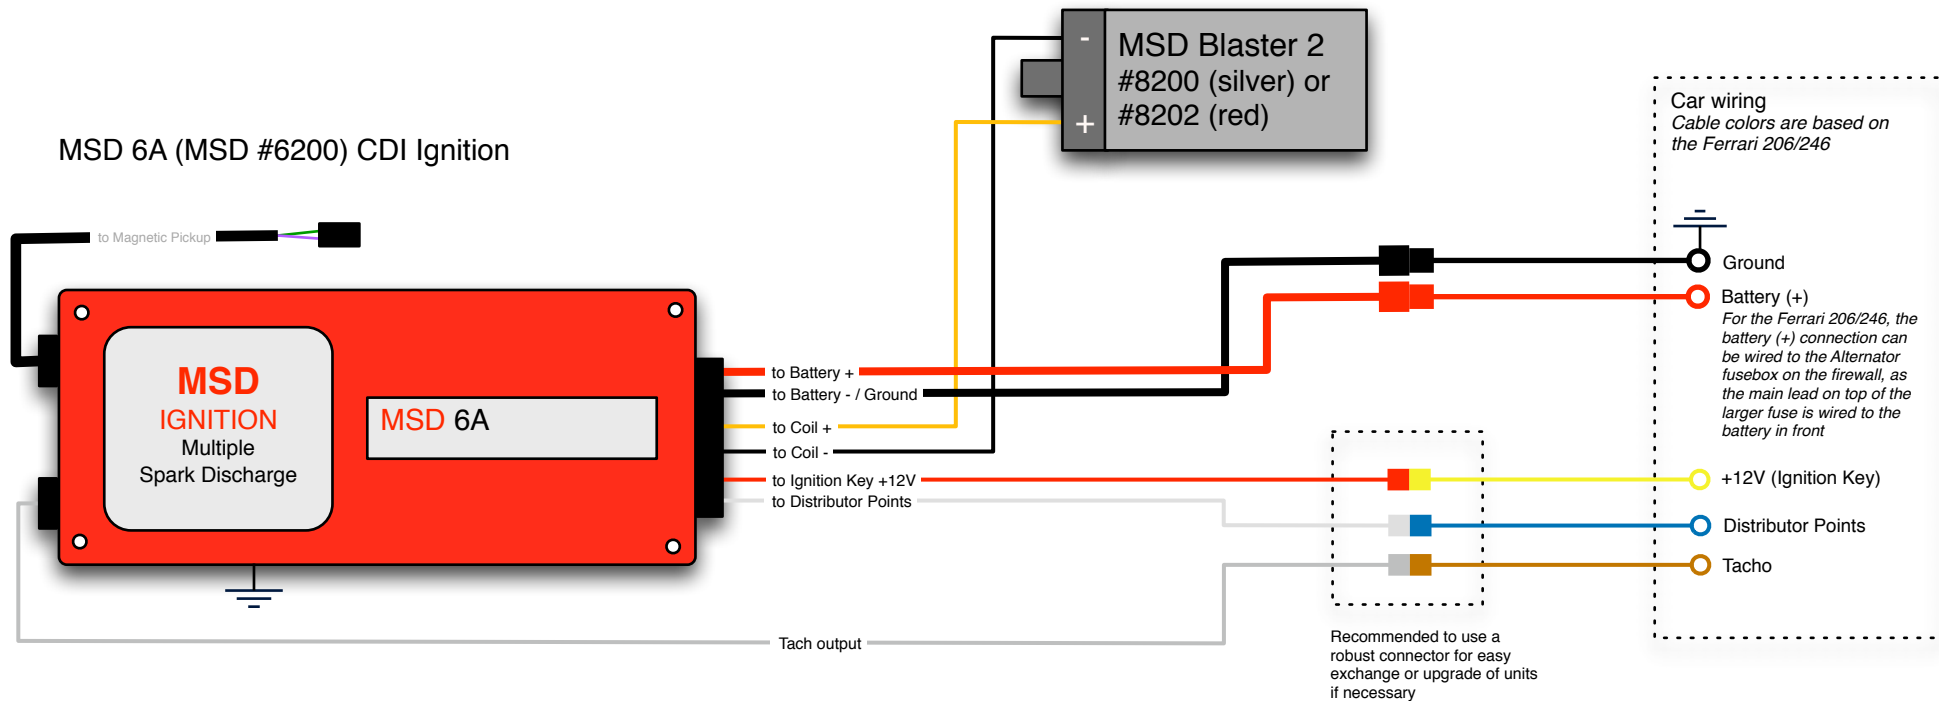 MSD 6A (MSD #6200) CDI Ignition
-
+
MSD Blaster 2
#8200 (silver) or
#8202 (red)
Car wiring
Cable colors are based on
the Ferrari 206/246
to Magnetic Pickup
MSD
IGNITION
Multiple
Spark Discharge
MSD 6A
to Battery +
to Battery - / Ground
to Coil +
to Coil -
to Ignition Key +12V
to Distributor Points
Tach output
Ground
Battery (+)
For the Ferrari 206/246, the
battery (+) connection can
be wired to the Alternator
fusebox on the firewall, as
the main lead on top of the
larger fuse is wired to the
battery in front
+12V (Ignition Key)
Distributor Points
Tacho
Recommended to use a
robust connector for easy
exchange or upgrade of units
if necessary